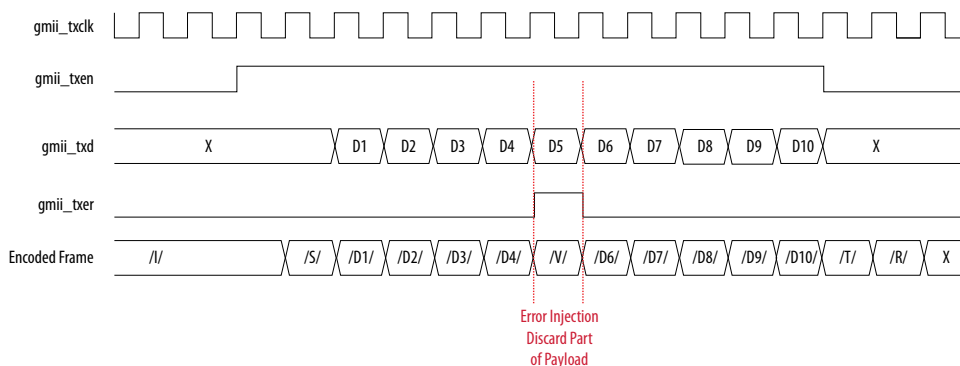 gmii_txclk
gmii_txen
gmii_txd X D1 D2 D3 D4 D5 D6 D7 D8 D9 D10 X
gmii_txer
Encoded Frame /I/ /S/ /D1/ /D2/ /D3/ /D4/ /V/ /D6/ /D7/ /D8/ /D9/ /D10/ /T/ /R/ X
Error Injection
Discard Part
of Payload